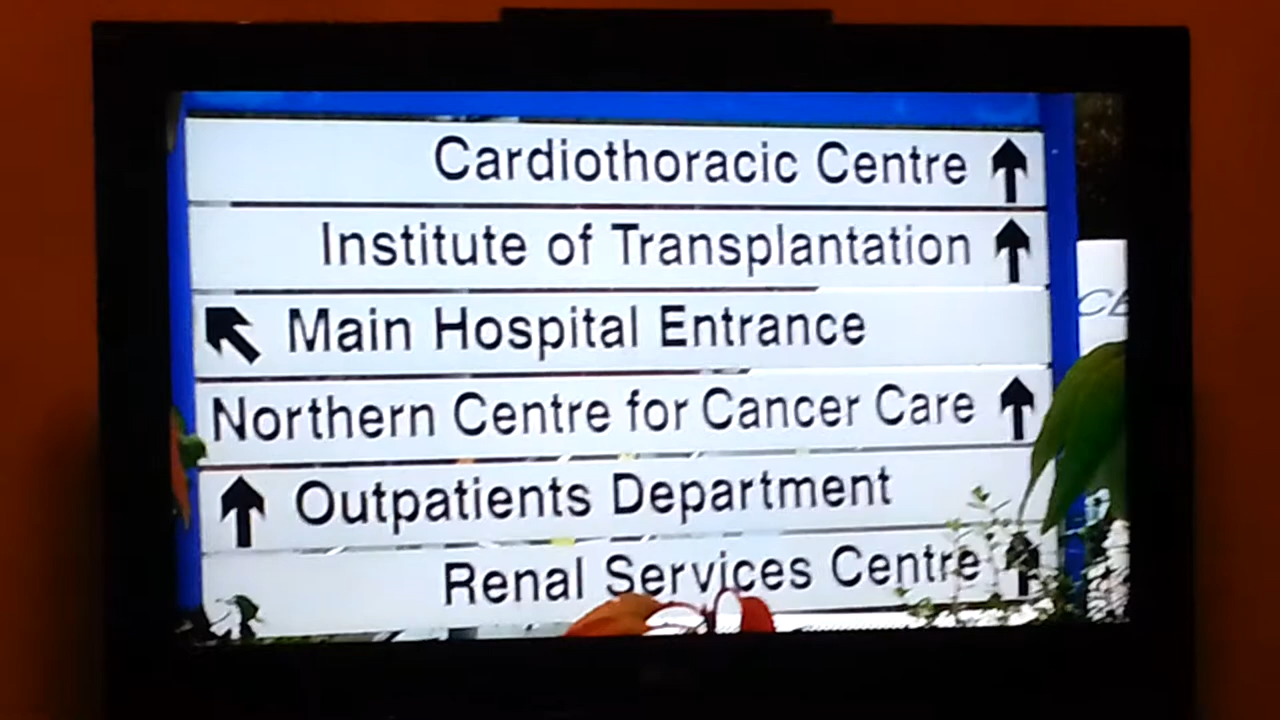 Cardiothoracic Centre
Institute of Transplantation
Main Hospital Entrance
Northern Centre for Cancer Care
Outpatients Department
Renal Services Centre